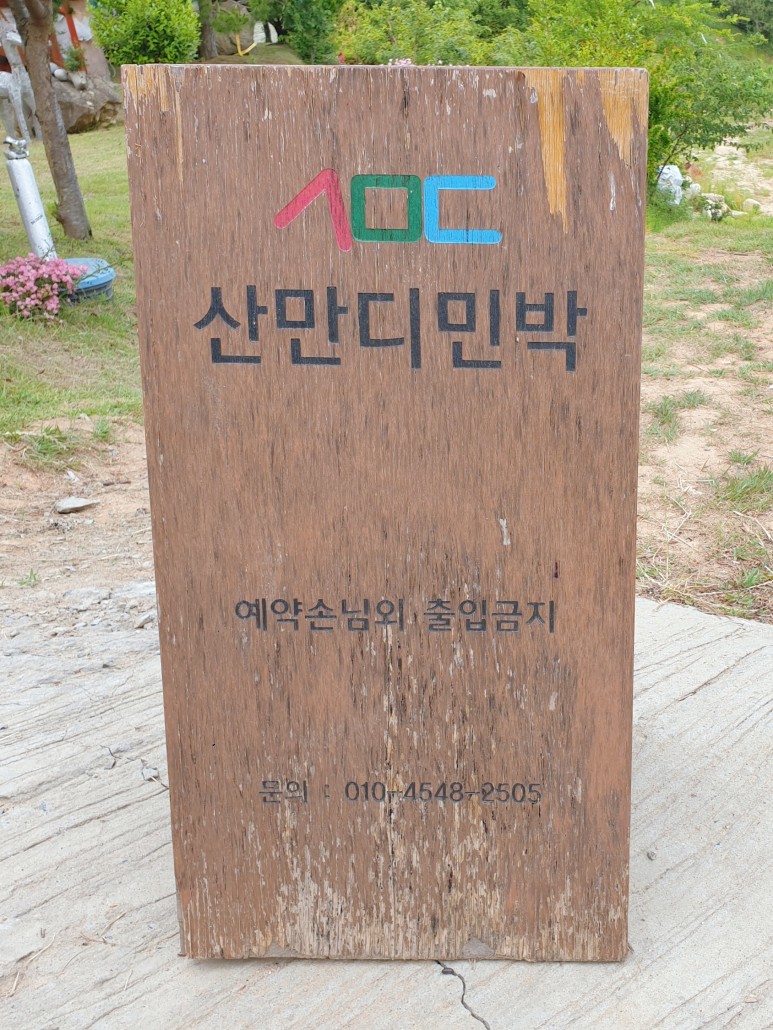 ㅅㅁㄷ
산만디민박
예약손님외 출입금지
문의 : 010-4548-2505